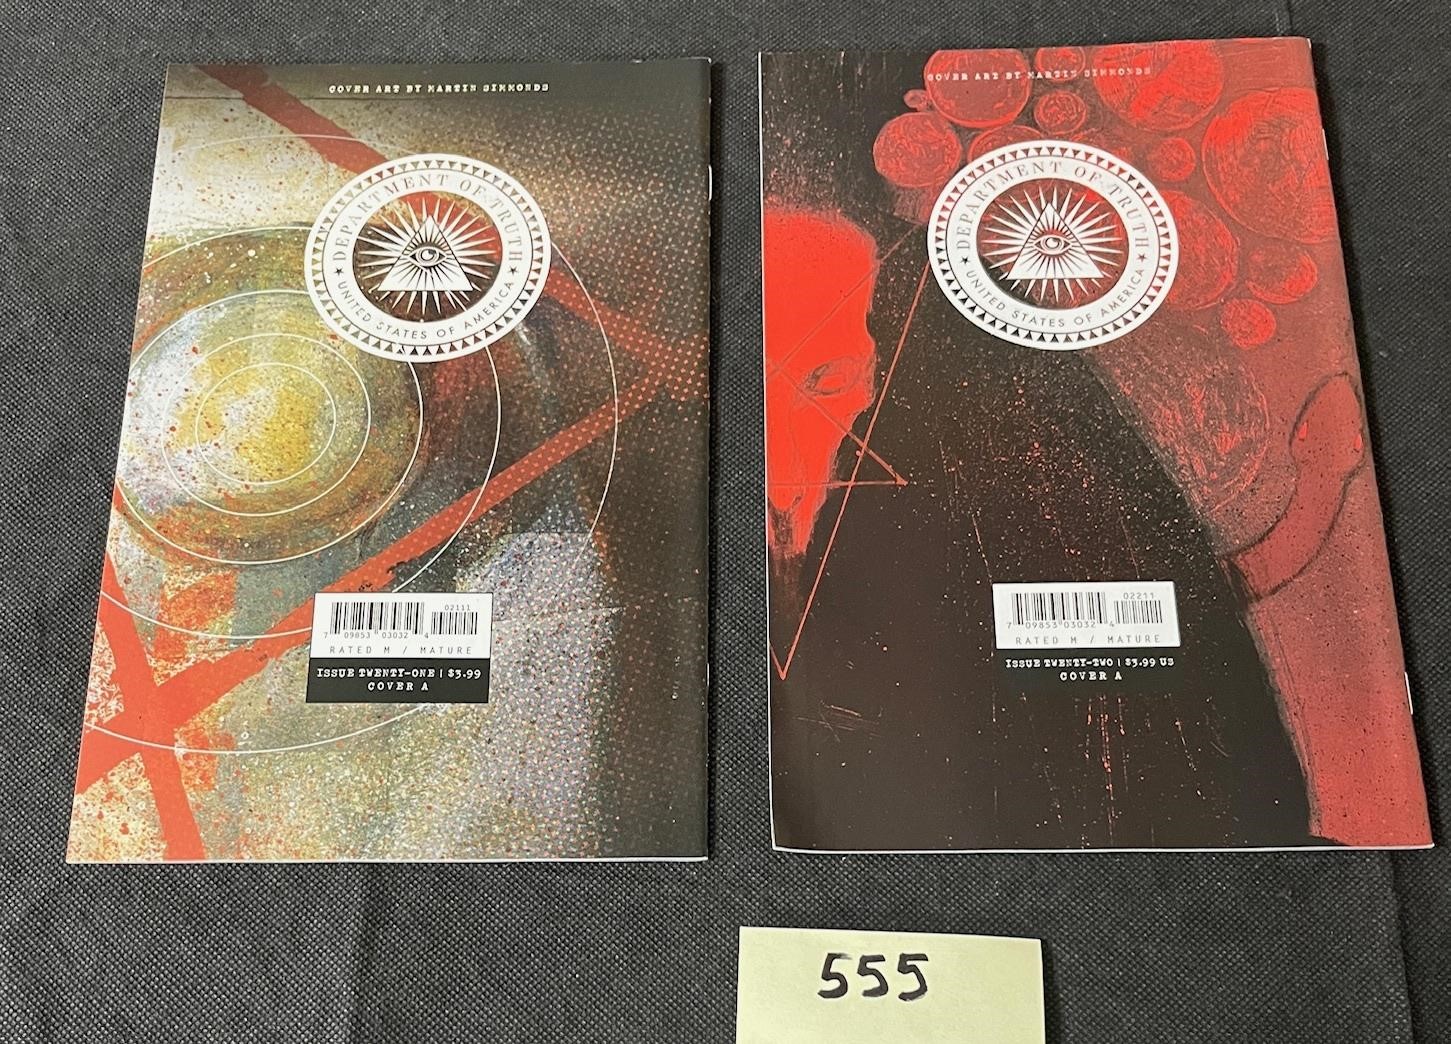 COVER ART BY MARTIN SIMMONDS
DEPARTMENT OF TRUTH
★ UNITED STATES OF AMERICA ★
02111
7 09853 03032 4
RATED M / MATURE
ISSUE TWENTY-ONE | $3.99
COVER A
COVER ART BY MARTIN SIMMONDS
DEPARTMENT OF TRUTH
★ UNITED STATES OF AMERICA ★
02211
7 09853 03032 4
RATED M / MATURE
ISSUE TWENTY-TWO | $3.99 US
COVER A
555